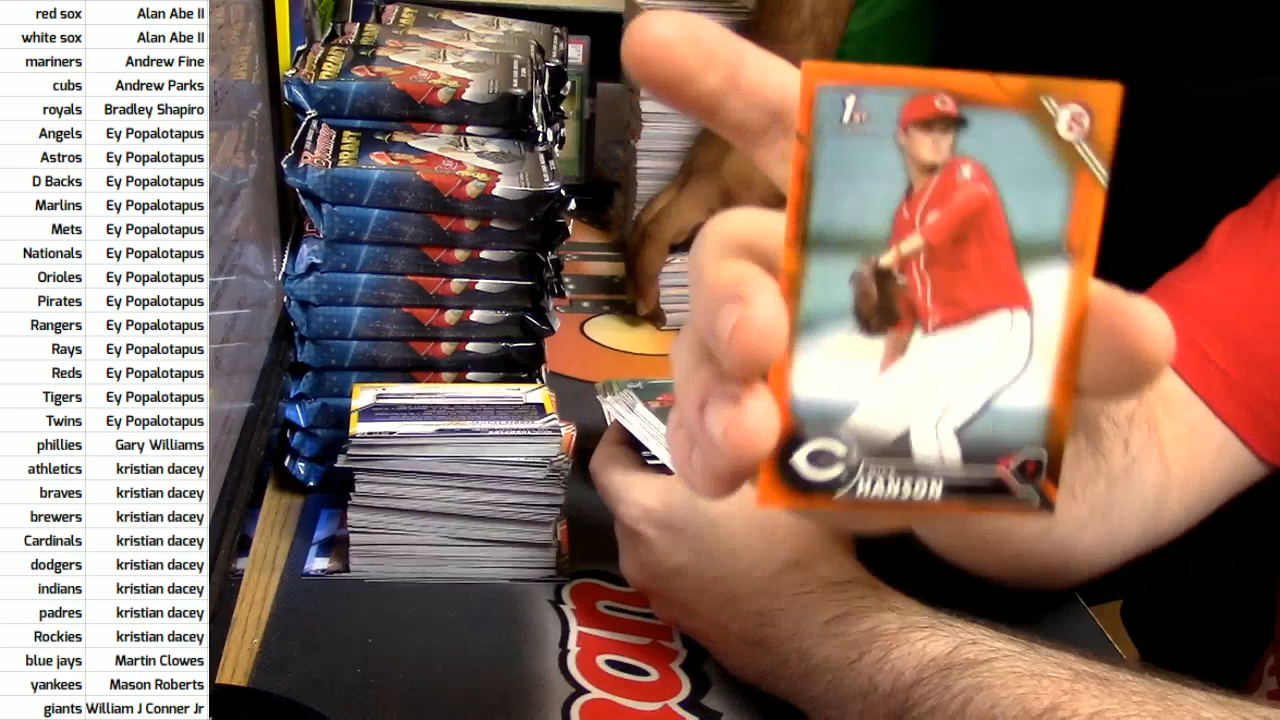 red sox Alan Abe II
white sox Alan Abe II
mariners Andrew Fine
cubs Andrew Parks
royals Bradley Shapiro
Angels Ey Popalotapus
Astros Ey Popalotapus
D Backs Ey Popalotapus
Marlins Ey Popalotapus
Mets Ey Popalotapus
Nationals Ey Popalotapus
Orioles Ey Popalotapus
Pirates Ey Popalotapus
Rangers Ey Popalotapus
Rays Ey Popalotapus
Reds Ey Popalotapus
Tigers Ey Popalotapus
Twins Ey Popalotapus
phillies Gary Williams
athletics kristian dacey
braves kristian dacey
brewers kristian dacey
Cardinals kristian dacey
dodgers kristian dacey
indians kristian dacey
padres kristian dacey
Rockies kristian dacey
blue jays Martin Clowes
yankees Mason Roberts
giants William J Conner Jr
Bowman
DRAFT
1st
C
HANSON